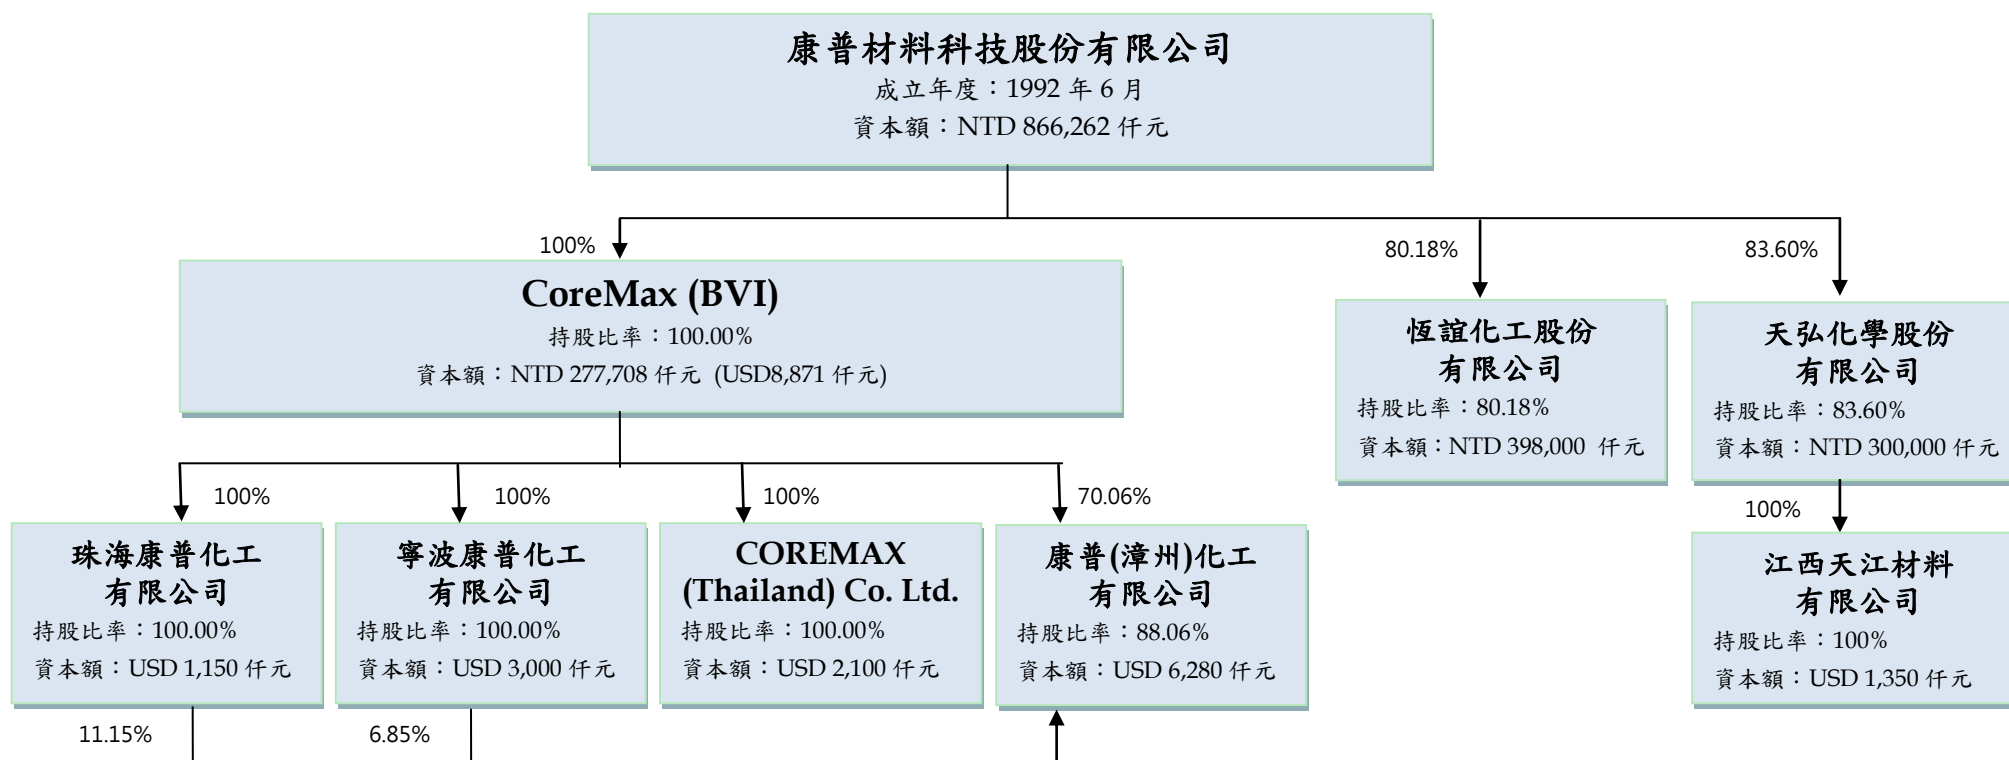 康普材料科技股份有限公司
成立年度：1992 年 6 月
資本額：NTD 866,262 仟元
100%
80.18%
83.60%
CoreMax (BVI)
持股比率：100.00%
資本額：NTD 277,708 仟元 (USD8,871 仟元)
恆誼化工股份
有限公司
持股比率：80.18%
資本額：NTD 398,000 仟元
天弘化學股份
有限公司
持股比率：83.60%
資本額：NTD 300,000 仟元
100%
100%
100%
70.06%
100%
珠海康普化工
有限公司
持股比率：100.00%
資本額：USD 1,150 仟元
寧波康普化工
有限公司
持股比率：100.00%
資本額：USD 3,000 仟元
COREMAX
(Thailand) Co. Ltd.
持股比率：100.00%
資本額：USD 2,100 仟元
康普(漳州)化工
有限公司
持股比率：88.06%
資本額：USD 6,280 仟元
江西天江材料
有限公司
持股比率：100%
資本額：USD 1,350 仟元
11.15%
6.85%